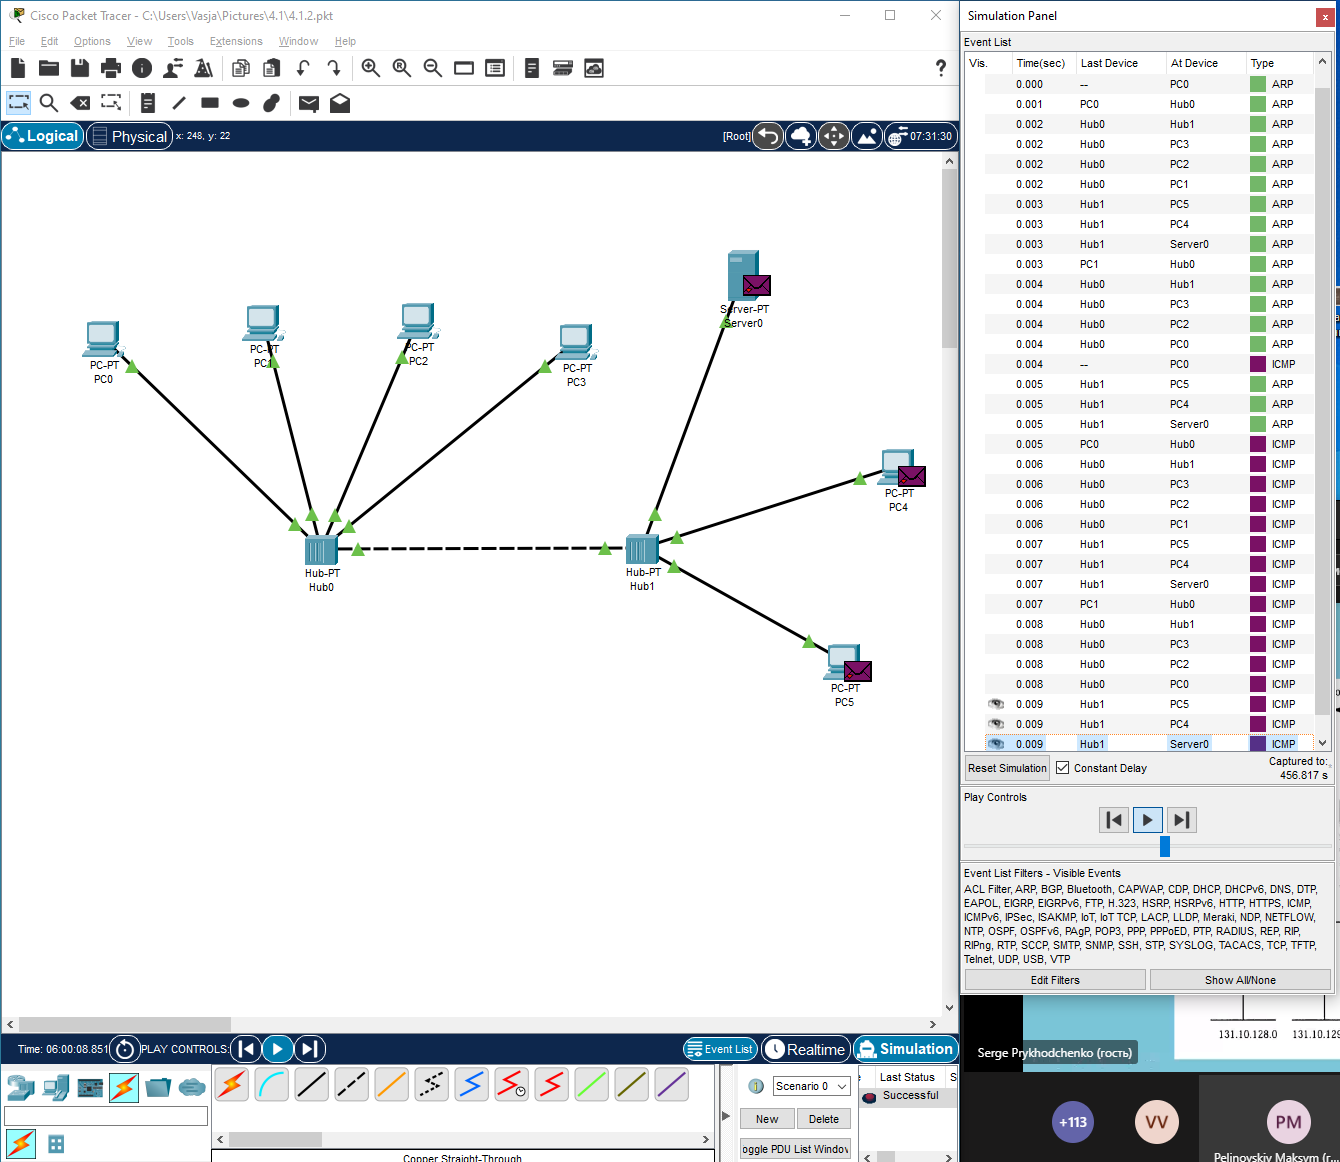 Cisco Packet Tracer - C:\Users\Vasja\Pictures\4.1\4.1.2.pkt
File Edit Options View Tools Extensions Window Help
Logical Physical x: 248, y: 22 [Root] 07:31:30
Server-PT
Server0
PC-PT
PC0
PC-PT
PC1
PC-PT
PC2
PC-PT
PC3
PC-PT
PC4
Hub-PT
Hub0
Hub-PT
Hub1
PC-PT
PC5
Time: 06:00:08.851 PLAY CONTROLS: Event List Realtime Simulation
Scenario 0
New Delete
oggle PDU List Window
Last Status S
Successful
Copper Straight-Through
Simulation Panel
Event List
Vis. Time(sec) Last Device At Device Type
0.000 -- PC0 ARP
0.001 PC0 Hub0 ARP
0.002 Hub0 Hub1 ARP
0.002 Hub0 PC3 ARP
0.002 Hub0 PC2 ARP
0.002 Hub0 PC1 ARP
0.003 Hub1 PC5 ARP
0.003 Hub1 PC4 ARP
0.003 Hub1 Server0 ARP
0.003 PC1 Hub0 ARP
0.004 Hub0 Hub1 ARP
0.004 Hub0 PC3 ARP
0.004 Hub0 PC2 ARP
0.004 Hub0 PC0 ARP
0.004 -- PC0 ICMP
0.005 Hub1 PC5 ARP
0.005 Hub1 PC4 ARP
0.005 Hub1 Server0 ARP
0.005 PC0 Hub0 ICMP
0.006 Hub0 Hub1 ICMP
0.006 Hub0 PC3 ICMP
0.006 Hub0 PC2 ICMP
0.006 Hub0 PC1 ICMP
0.007 Hub1 PC5 ICMP
0.007 Hub1 PC4 ICMP
0.007 Hub1 Server0 ICMP
0.007 PC1 Hub0 ICMP
0.008 Hub0 Hub1 ICMP
0.008 Hub0 PC3 ICMP
0.008 Hub0 PC2 ICMP
0.008 Hub0 PC0 ICMP
0.009 Hub1 PC5 ICMP
0.009 Hub1 PC4 ICMP
0.009 Hub1 Server0 ICMP
Reset Simulation Constant Delay Captured to:
456.817 s
Play Controls
Event List Filters - Visible Events
ACL Filter, ARP, BGP, Bluetooth, CAPWAP, CDP, DHCP, DHCPv6, DNS, DTP,
EAPOL, EIGRP, EIGRPv6, FTP, H.323, HSRP, HSRPv6, HTTP, HTTPS, ICMP,
ICMPv6, IPSec, ISAKMP, IoT, IoT TCP, LACP, LLDP, Meraki, NDP, NETFLOW,
NTP, OSPF, OSPFv6, PAgP, POP3, PPP, PPPoED, PTP, RADIUS, REP, RIP,
RIPng, RTP, SCCP, SMTP, SNMP, SSH, STP, SYSLOG, TACACS, TCP, TFTP,
Telnet, UDP, USB, VTP
Edit Filters Show All/None
131.10.128.0 131.10.129
Serge Prykhodchenko (гость)
+113 VV PM
Pelinovskiy Maksym (г...